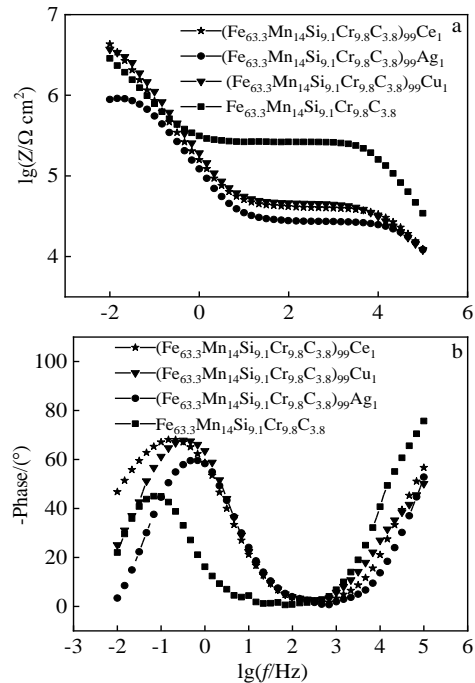 a
7
6
5
4
lg(Z/Ω cm²)
(Fe63.3Mn14Si9.1Cr9.8C3.8)99Ce1
(Fe63.3Mn14Si9.1Cr9.8C3.8)99Ag1
(Fe63.3Mn14Si9.1Cr9.8C3.8)99Cu1
Fe63.3Mn14Si9.1Cr9.8C3.8
-2 0 2 4 6
b
100
80
60
40
20
0
-Phase/(°)
(Fe63.3Mn14Si9.1Cr9.8C3.8)99Ce1
(Fe63.3Mn14Si9.1Cr9.8C3.8)99Cu1
(Fe63.3Mn14Si9.1Cr9.8C3.8)99Ag1
Fe63.3Mn14Si9.1Cr9.8C3.8
-3 -2 -1 0 1 2 3 4 5 6
lg(f/Hz)